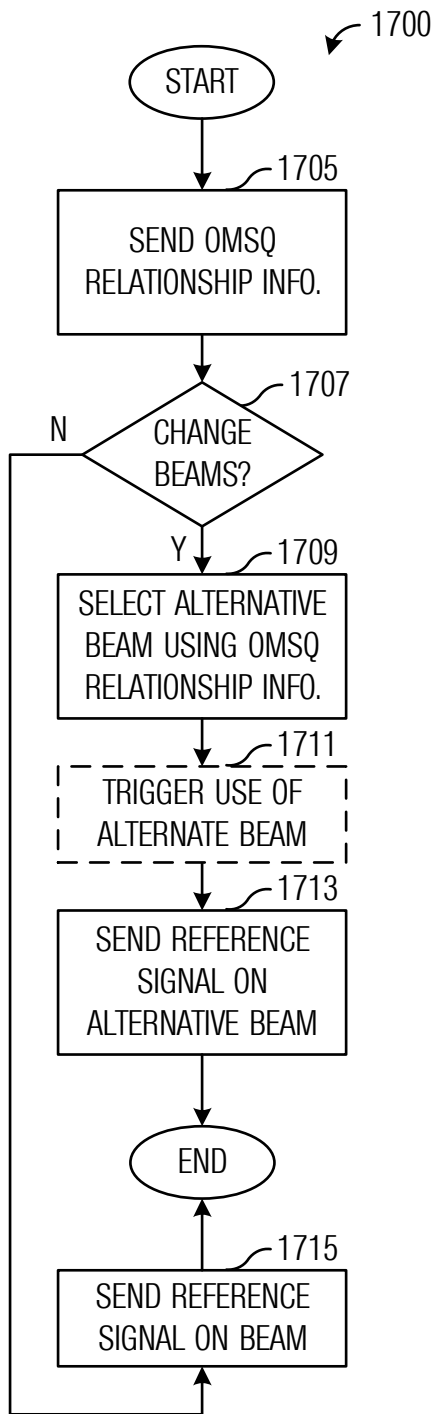 1700
START
1705
SEND OMSQ
RELATIONSHIP INFO.
1707
N
CHANGE
BEAMS?
Y
1709
SELECT ALTERNATIVE
BEAM USING OMSQ
RELATIONSHIP INFO.
1711
TRIGGER USE OF
ALTERNATE BEAM
1713
SEND REFERENCE
SIGNAL ON
ALTERNATIVE BEAM
END
1715
SEND REFERENCE
SIGNAL ON BEAM